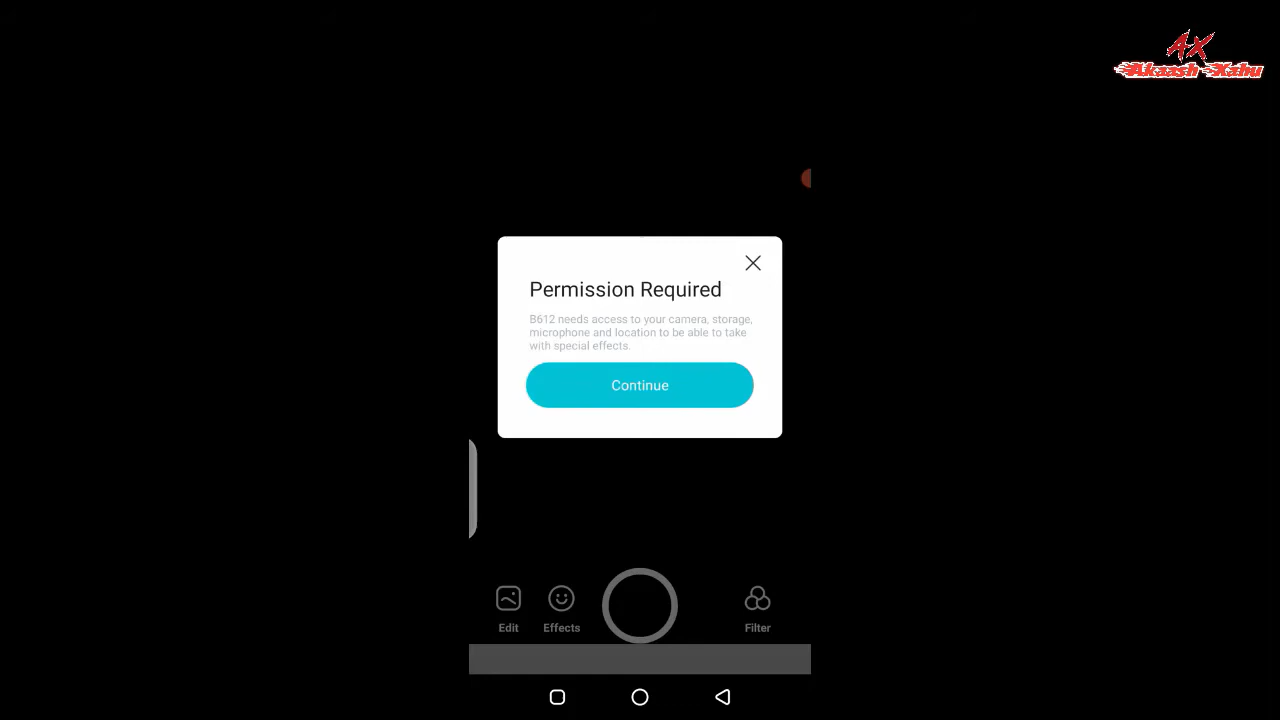 AX
Akaash Xahu
Permission Required
B612 needs access to your camera, storage,
microphone and location to be able to take
with special effects.
Continue
Edit
Effects
Filter